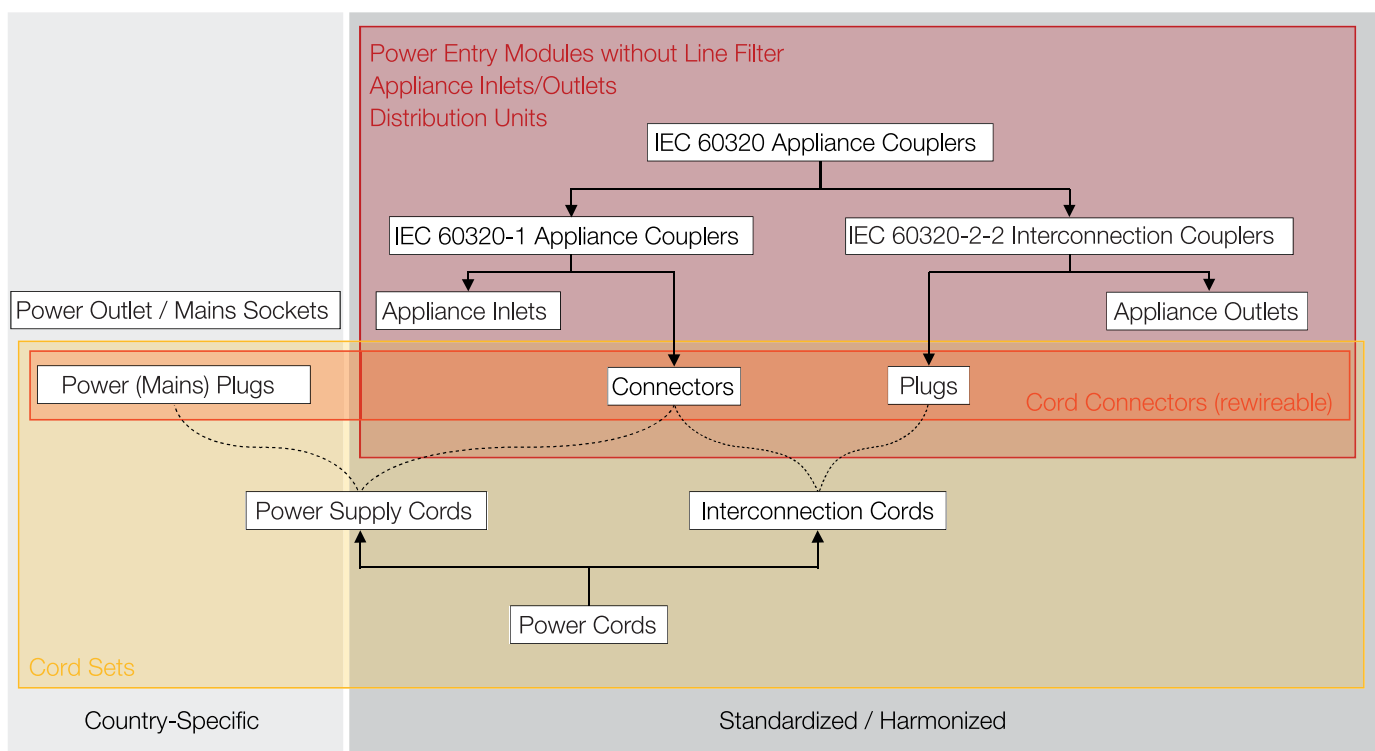 Power Entry Modules without Line Filter
Appliance Inlets/Outlets
Distribution Units
IEC 60320 Appliance Couplers
IEC 60320-1 Appliance Couplers
IEC 60320-2-2 Interconnection Couplers
Power Outlet / Mains Sockets
Appliance Inlets
Appliance Outlets
Power (Mains) Plugs
Connectors
Plugs
Cord Connectors (rewireable)
Power Supply Cords
Interconnection Cords
Power Cords
Cord Sets
Country-Specific
Standardized / Harmonized